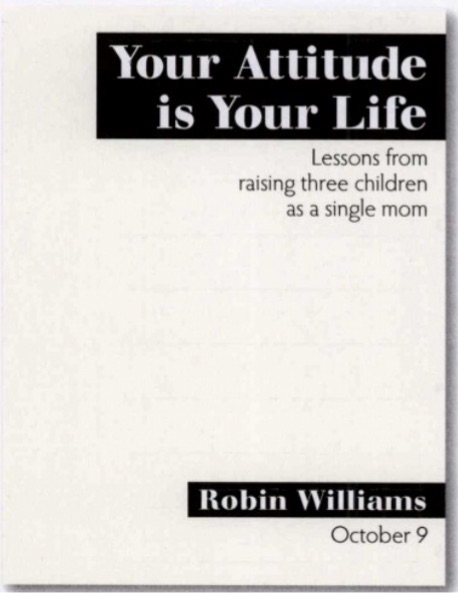 Your Attitude
is Your Life
Lessons from
raising three children
as a single mom
Robin Williams
October 9